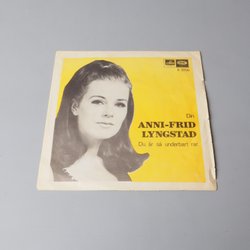 Din
ANNI-FRID
LYNGSTAD
Du är så underbart rar